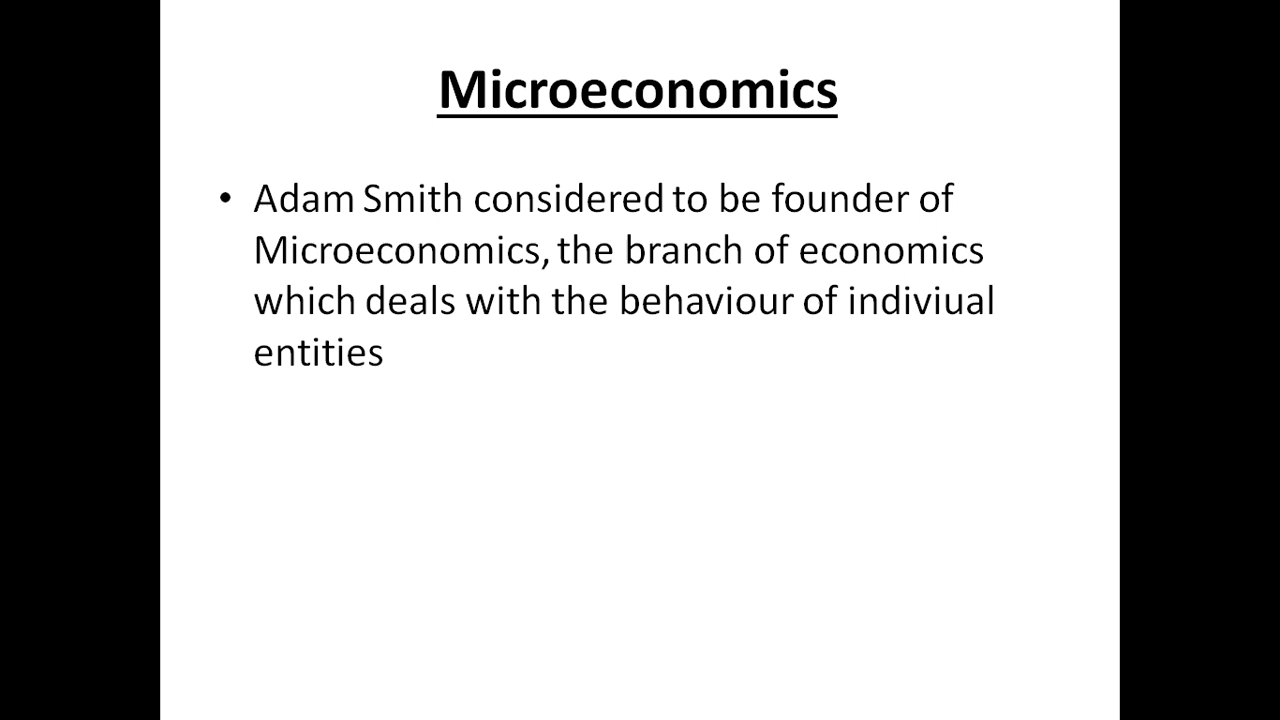 Microeconomics
• Adam Smith considered to be founder of
Microeconomics, the branch of economics
which deals with the behaviour of indiviual
entities